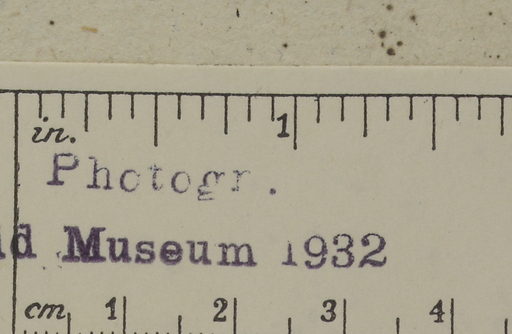 in. 1
Photogr.
Museum 1932
cm 1 2 3 4